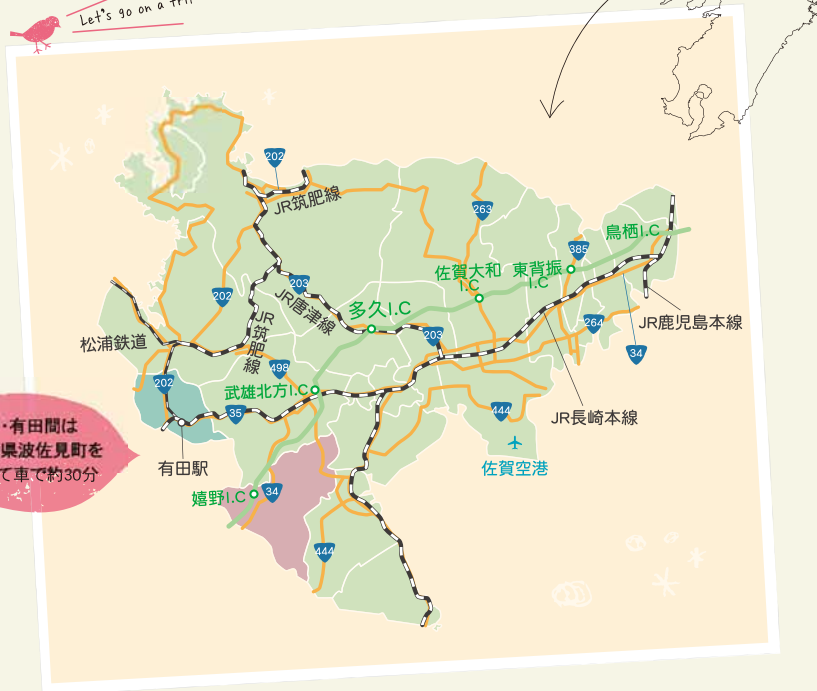 Let's go on a trip
202
JR筑肥線
263
385
鳥栖I.C
佐賀大和
I.C
東背振
I.C
203
202
JR唐津線
多久I.C
JR筑肥線
264
JR鹿児島本線
松浦鉄道
203
34
498
202
武雄北方I.C
35
444
JR長崎本線
・有田間は
県波佐見町を
て車で約30分
有田駅
佐賀空港
嬉野I.C
34
444